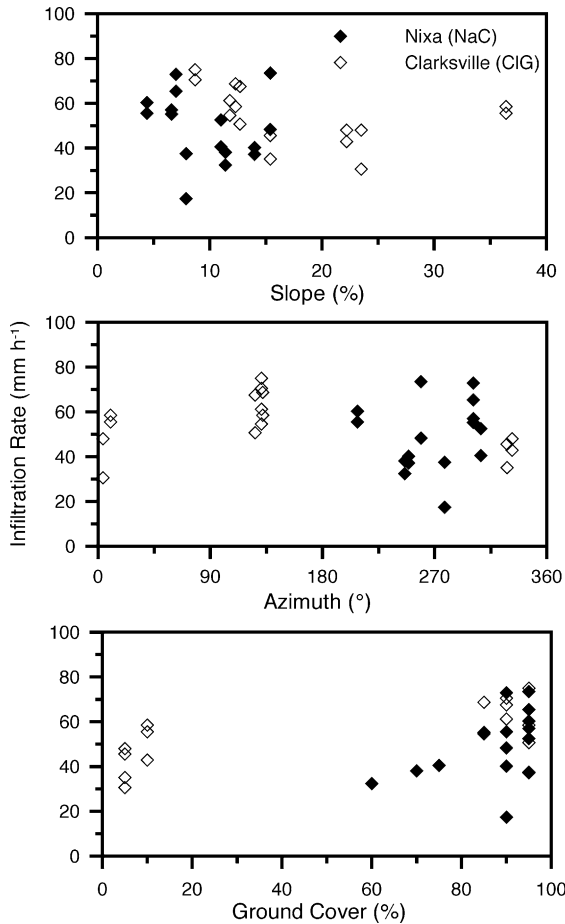 100
Nixa (NaC)
Clarksville (ClG)
80
60
40
20
0
0 10 20 30 40
Slope (%)
Infiltration Rate (mm h⁻¹)
100
80
60
40
20
0
0 90 180 270 360
Azimuth (°)
100
80
60
40
20
0
0 20 40 60 80 100
Ground Cover (%)